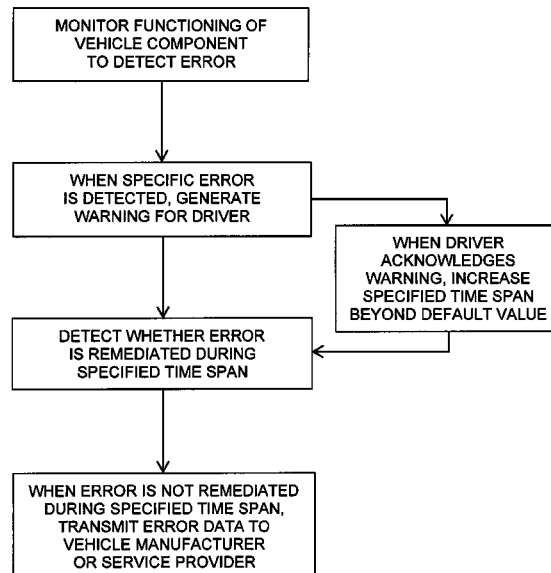 MONITOR FUNCTIONING OF
VEHICLE COMPONENT
TO DETECT ERROR
WHEN SPECIFIC ERROR
IS DETECTED, GENERATE
WARNING FOR DRIVER
WHEN DRIVER
ACKNOWLEDGES
WARNING, INCREASE
SPECIFIED TIME SPAN
BEYOND DEFAULT VALUE
DETECT WHETHER ERROR
IS REMEDIATED DURING
SPECIFIED TIME SPAN
WHEN ERROR IS NOT REMEDIATED
DURING SPECIFIED TIME SPAN,
TRANSMIT ERROR DATA TO
VEHICLE MANUFACTURER
OR SERVICE PROVIDER